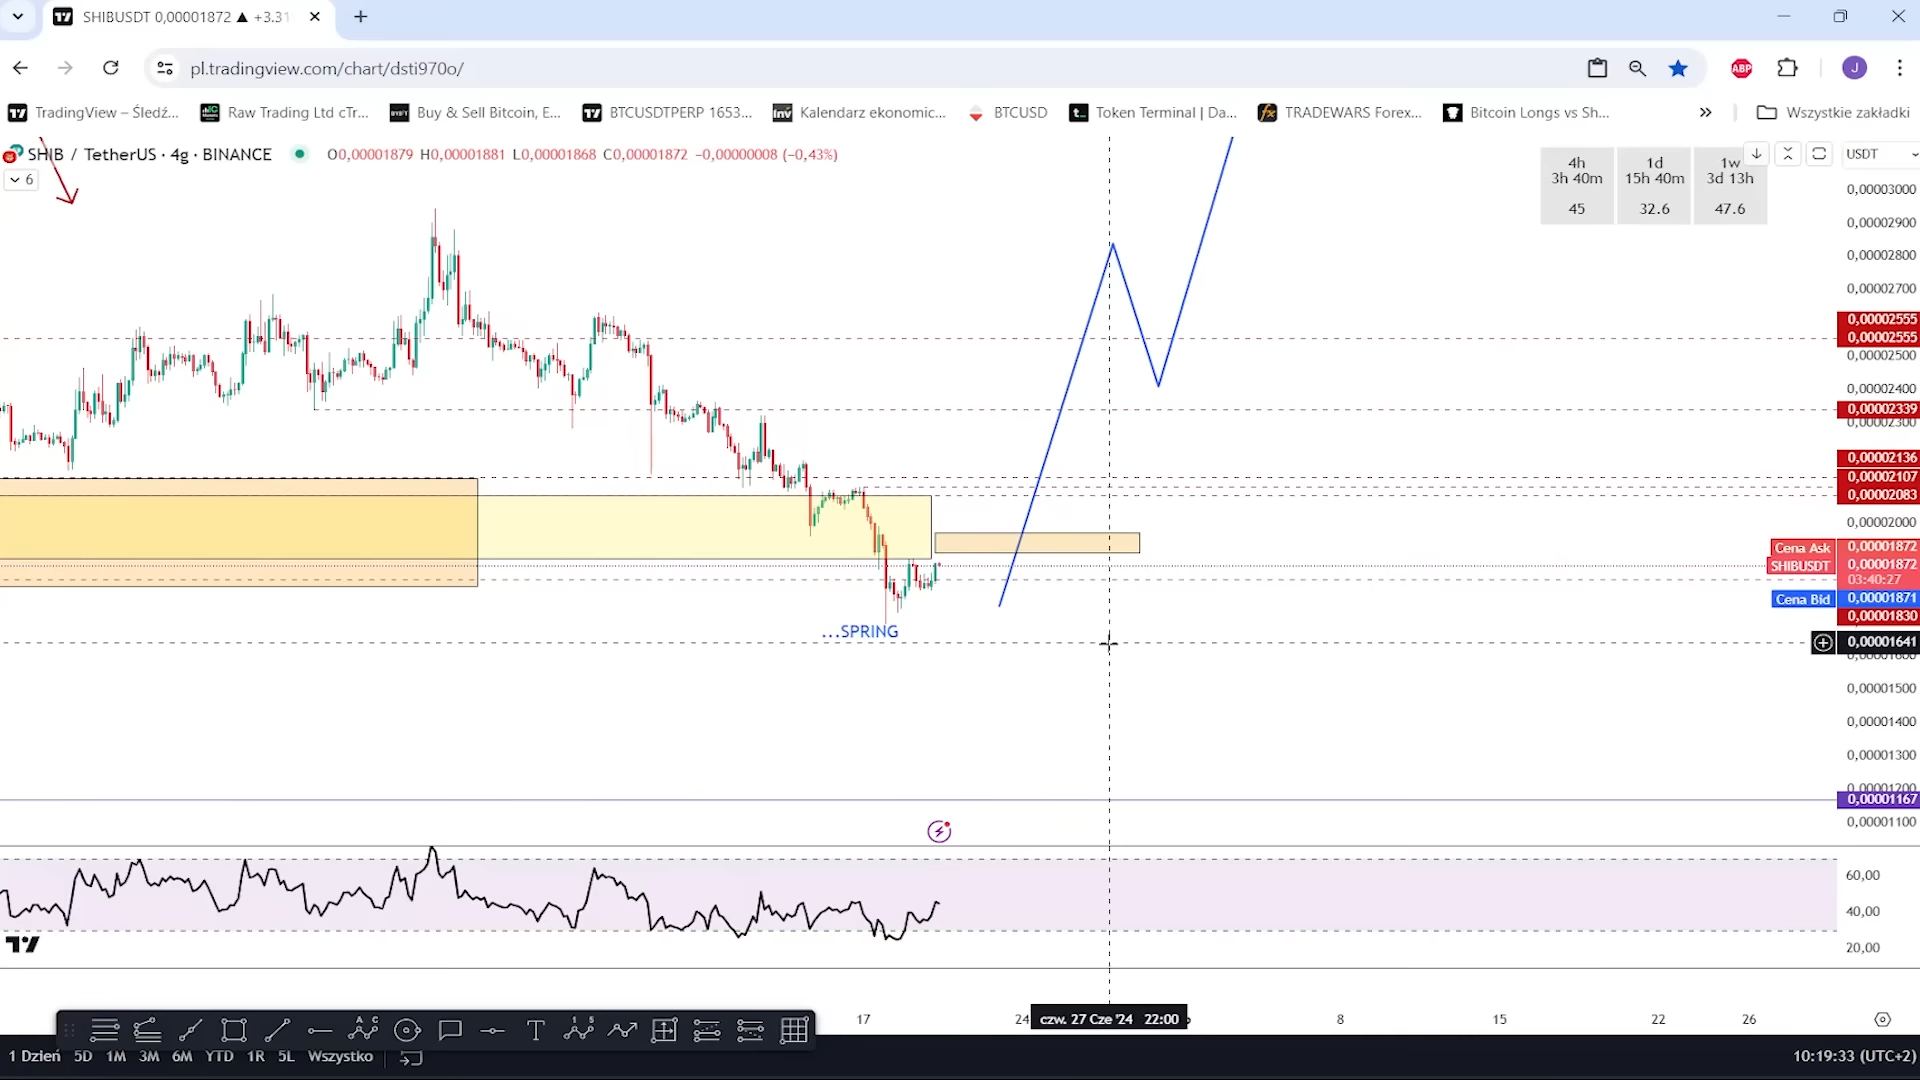 SHIBUSDT 0,00001872 ▲ +3.31
pl.tradingview.com/chart/dsti970o/
ABP
J
TradingView – Śledź...
Raw Trading Ltd cTr...
Buy & Sell Bitcoin, E...
BTCUSDTPERP 1653...
Kalendarz ekonomic...
BTCUSD
Token Terminal | Da...
TRADEWARS Forex...
Bitcoin Longs vs Sh...
Wszystkie zakładki
SHIB / TetherUS · 4g · BINANCE
O0,00001879 H0,00001881 L0,00001868 C0,00001872 −0,00000008 (−0,43%)
6
4h 1d 1w
3h 40m 15h 40m 3d 13h
45 32.6 47.6
USDT
0,00003000
0,00002900
0,00002800
0,00002700
0,00002555
0,00002555
0,00002500
0,00002400
0,00002339
0,00002300
0,00002136
0,00002107
0,00002083
0,00002000
Cena Ask 0,00001872
SHIBUSDT 0,00001872
03:40:27
Cena Bid 0,00001871
0,00001830
...SPRING
0,00001641
0,00001600
0,00001500
0,00001400
0,00001300
0,00001200
0,00001167
0,00001100
60,00
40,00
20,00
17
24
czw. 27 Cze '24 22:00
8
15
22
26
1 Dzień 5D 1M 3M 6M YTD 1R 5L Wszystko
10:19:33 (UTC+2)